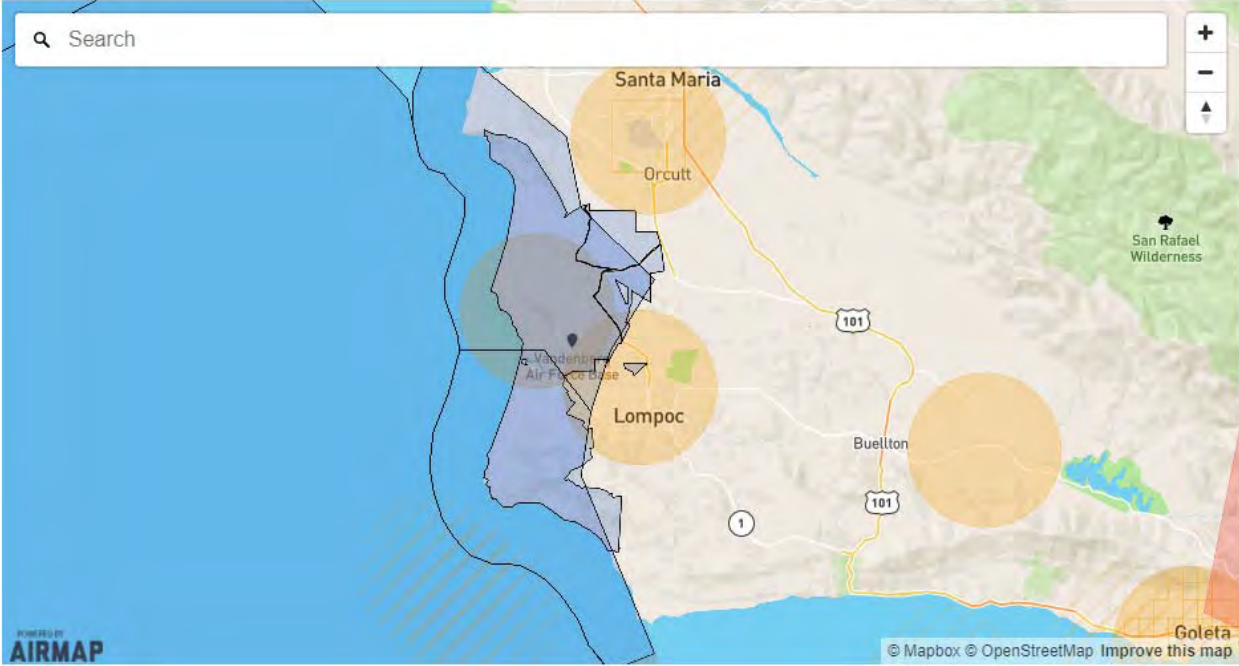 Search
Santa Maria
Orcutt
San Rafael
Wilderness
101
Vandenberg
Air Force Base
Lompoc
Buellton
101
1
Goleta
POWERED BY
AIRMAP
© Mapbox © OpenStreetMap Improve this map